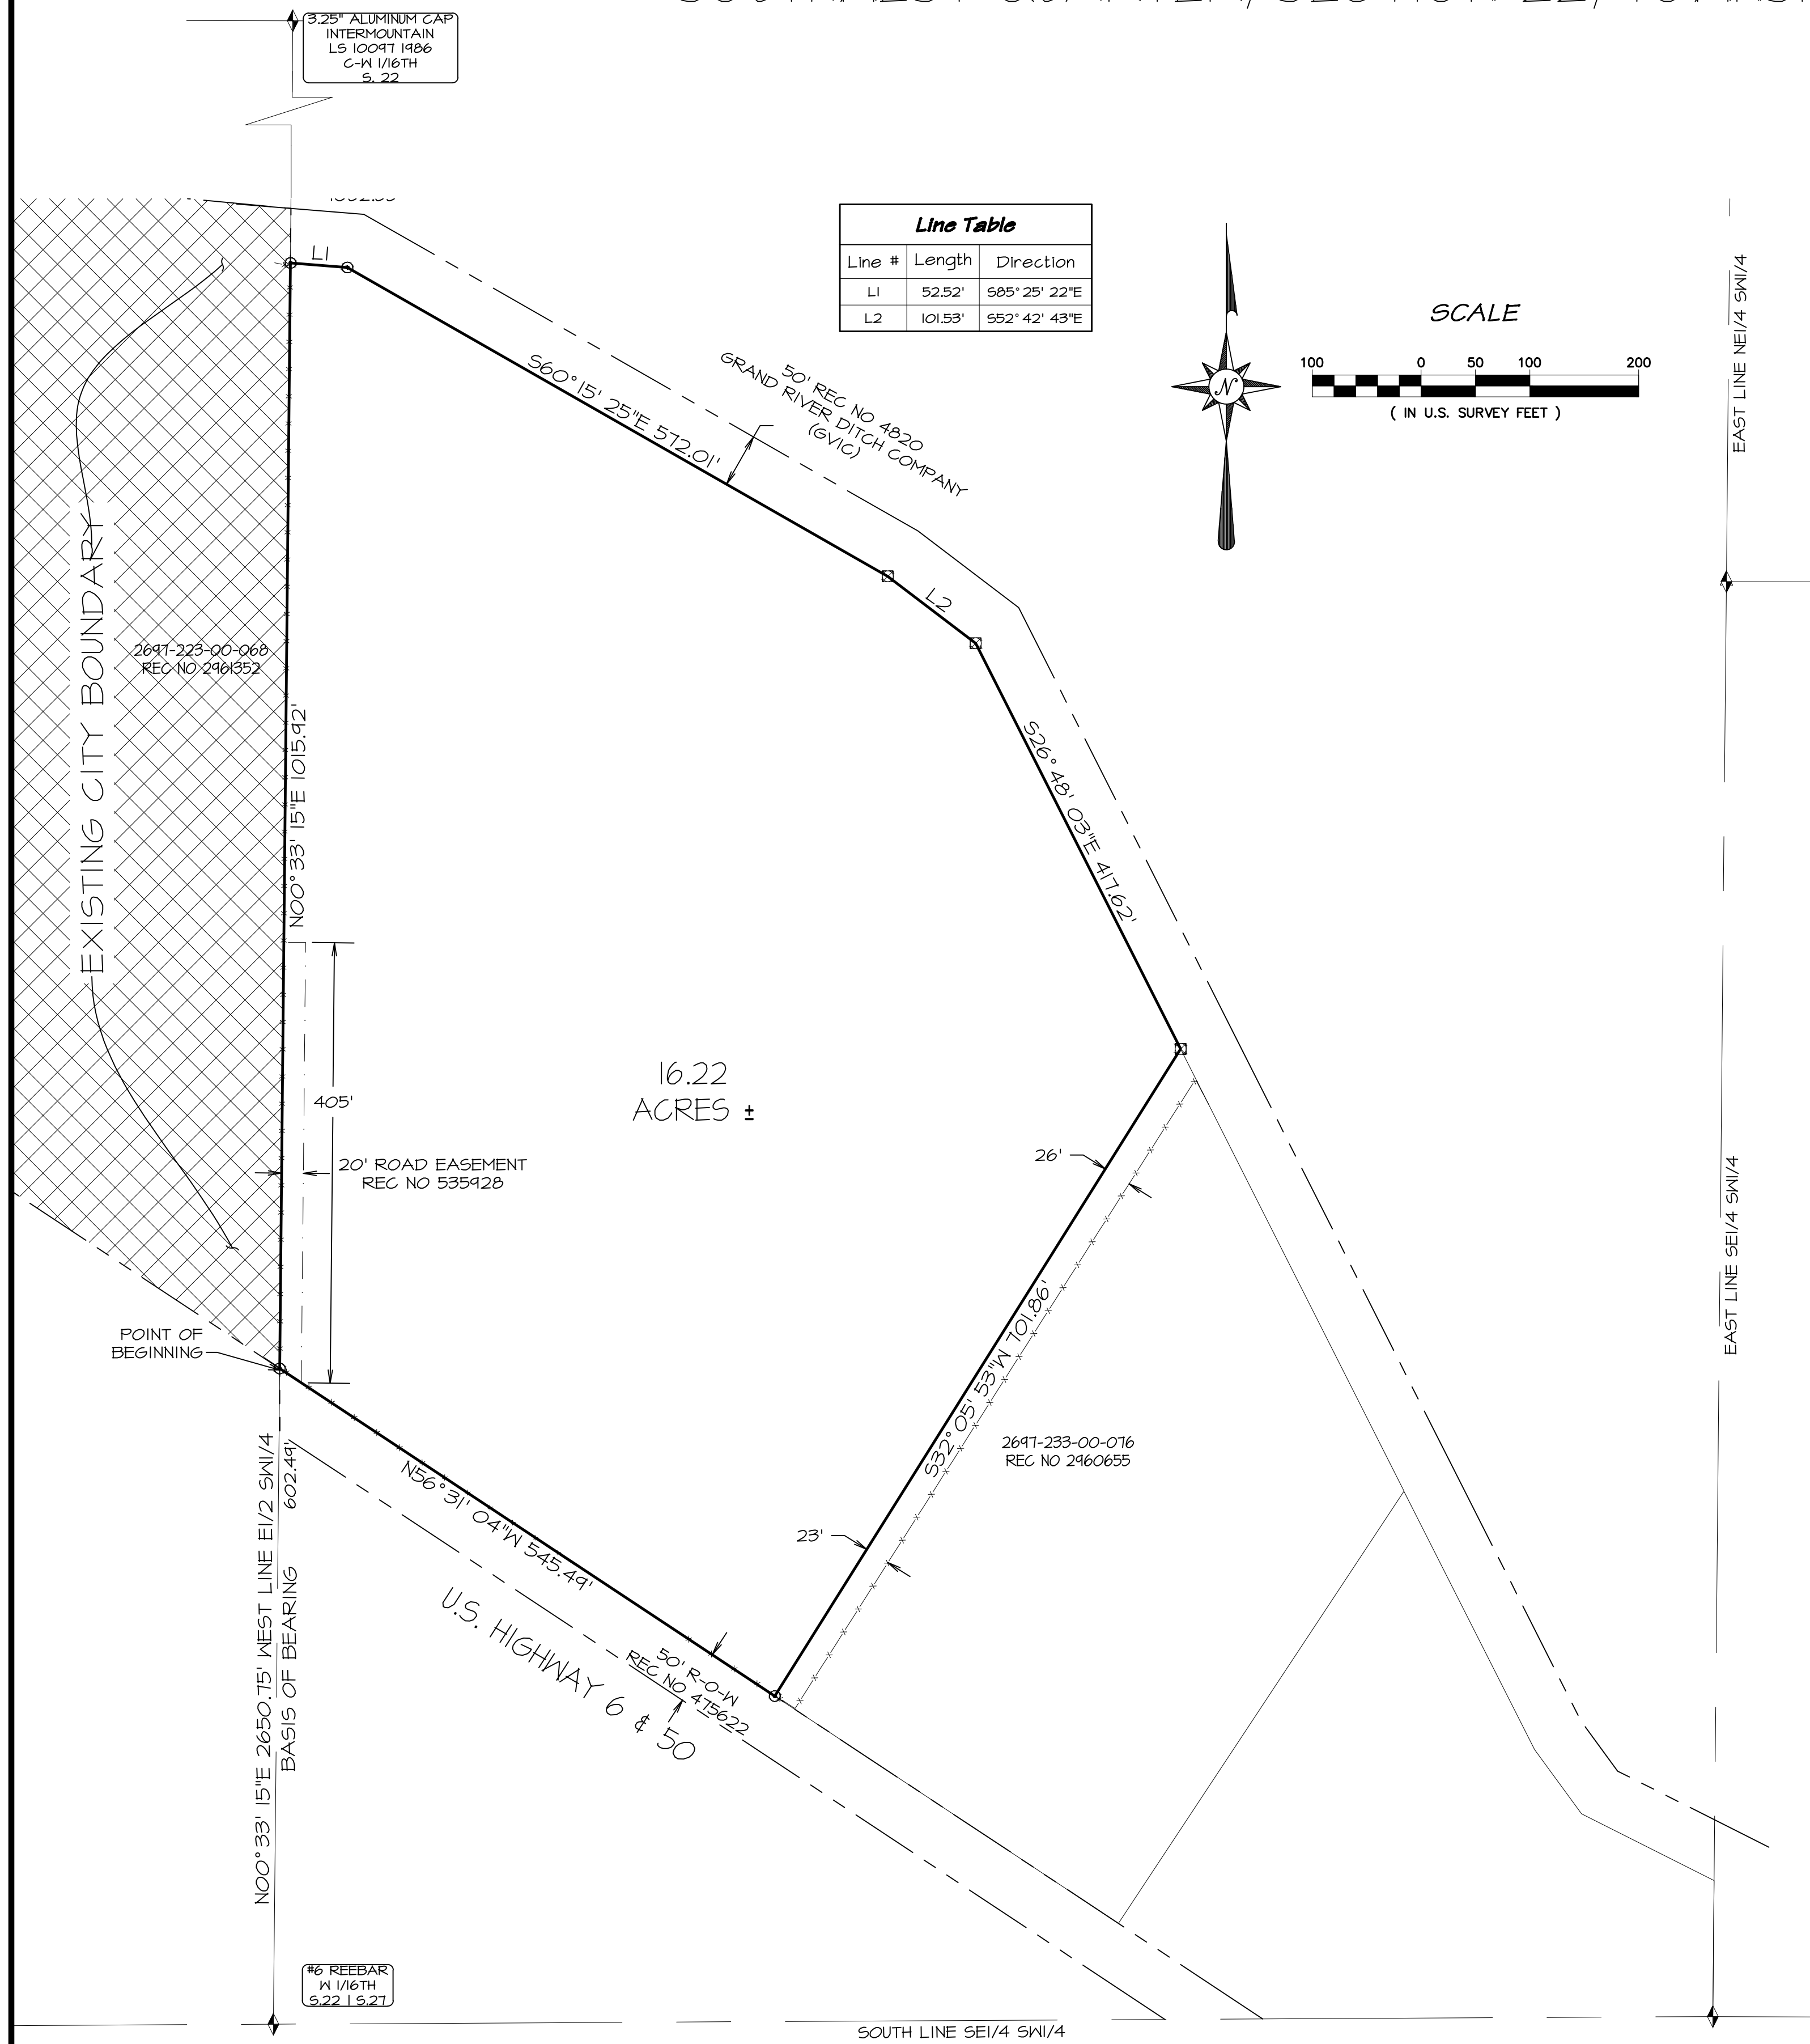 3.25" ALUMINUM CAP
INTERMOUNTAIN
LS 10097 1986
C-W 1/16TH
S. 22
Line Table
Line # Length Direction
L1 52.52' S85° 25' 22"E
L2 101.53' S52° 42' 43"E
SCALE
100 0 50 100 200
( IN U.S. SURVEY FEET )
N
EAST LINE NE1/4 SW1/4
L1
S60° 15' 25"E 572.01'
50' REC NO 4820
GRAND RIVER DITCH COMPANY
(GVIC)
L2
EXISTING CITY BOUNDARY
2697-223-00-068
REC NO 2961352
N00° 33' 15"E 1015.92'
S26° 48' 03"E 417.62'
16.22
ACRES ±
405'
20' ROAD EASEMENT
REC NO 535928
26'
EAST LINE SE1/4 SW1/4
POINT OF
BEGINNING
S32° 05' 53"W 701.86'
2697-233-00-076
REC NO 2960655
602.49'
N56° 31' 04"W 545.49'
23'
U.S. HIGHWAY 6 & 50
50' R-O-W
REC NO 475622
N00° 33' 15"E 2650.75' WEST LINE E1/2 SW1/4
BASIS OF BEARING
#6 REEBAR
W 1/16TH
S.22 | S.27
SOUTH LINE SE1/4 SW1/4